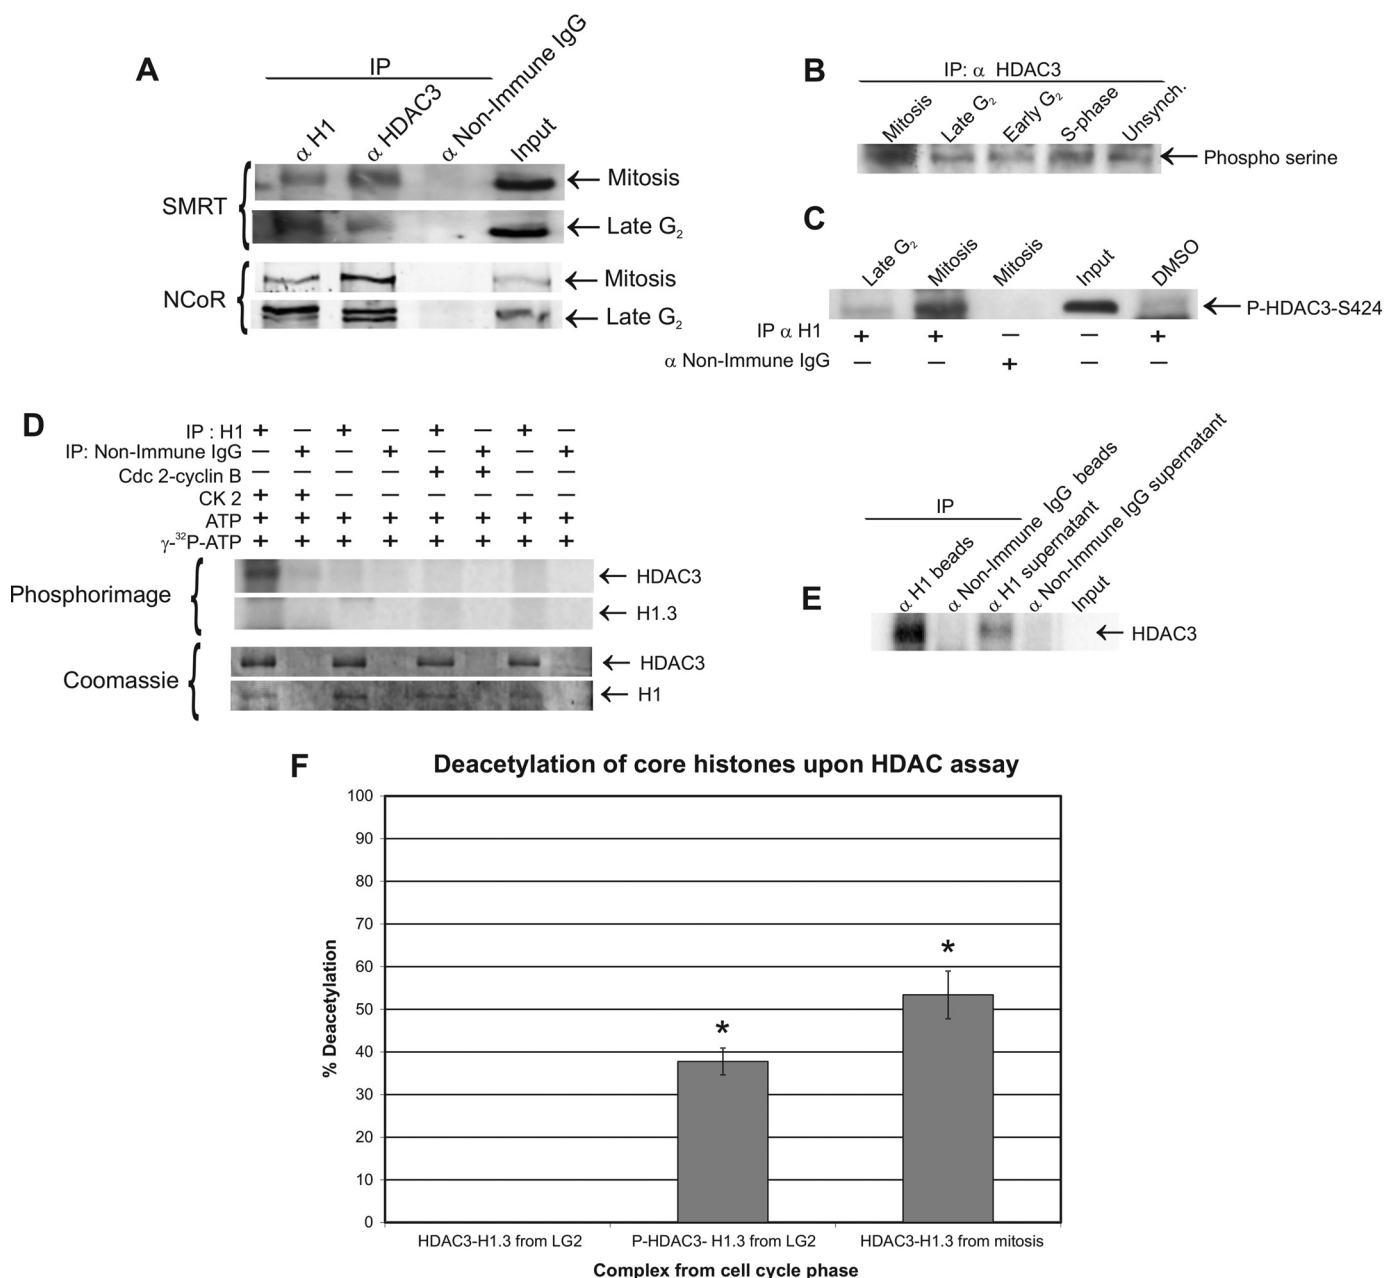 A
IP
α H1
α HDAC3
α Non-Immune IgG
Input
SMRT
Mitosis
Late G2
NCoR
Mitosis
Late G2
B
IP: α HDAC3
Mitosis
Late G2
Early G2
S-phase
Unsynch.
Phospho serine
C
Late G2
Mitosis
Mitosis
Input
DMSO
P-HDAC3-S424
IP α H1 + + − − +
α Non-Immune IgG − − + − −
D
IP : H1 + − + − + − + −
IP: Non-Immune IgG − + − + − + − +
Cdc 2-cyclin B − − − − + + − −
CK 2 + + − − − − − −
ATP + + + + + + + +
γ-32P-ATP + + + + + + + +
Phosphorimage
HDAC3
H1.3
Coomassie
HDAC3
H1
E
IP
α H1 beads
α Non-Immune IgG beads
α H1 supernatant
α Non-Immune IgG supernatant
Input
HDAC3
F
Deacetylation of core histones upon HDAC assay
% Deacetylation
100
90
80
70
60
50
40
30
20
10
0
*
*
HDAC3-H1.3 from LG2
P-HDAC3- H1.3 from LG2
HDAC3-H1.3 from mitosis
Complex from cell cycle phase